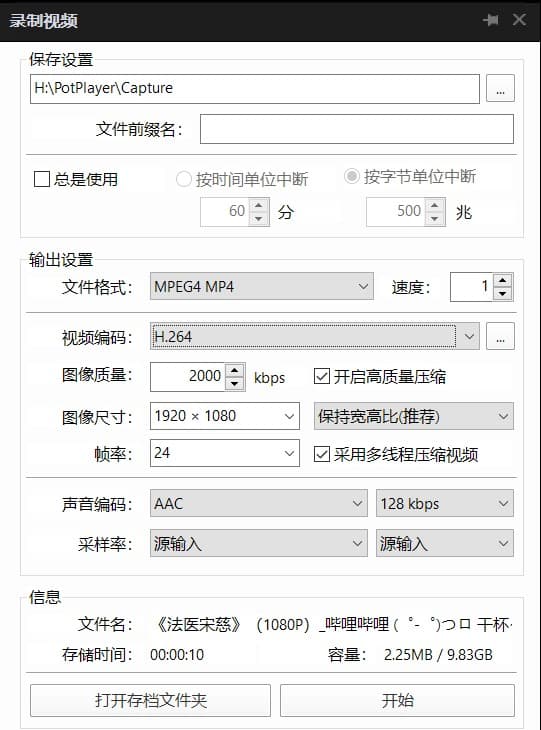 录制视频
保存设置
H:\PotPlayer\Capture ...
文件前缀名：
总是使用 按时间单位中断 按字节单位中断
60 分 500 兆
输出设置
文件格式： MPEG4 MP4 速度： 1
视频编码： H.264 ...
图像质量： 2000 kbps 开启高质量压缩
图像尺寸： 1920 × 1080 保持宽高比(推荐)
帧率： 24 采用多线程压缩视频
声音编码： AAC 128 kbps
采样率： 源输入 源输入
信息
文件名： 《法医宋慈》（1080P）_哔哩哔哩 (゜-゜)つロ 干杯-
存储时间： 00:00:10 容量： 2.25MB / 9.83GB
打开存档文件夹 开始